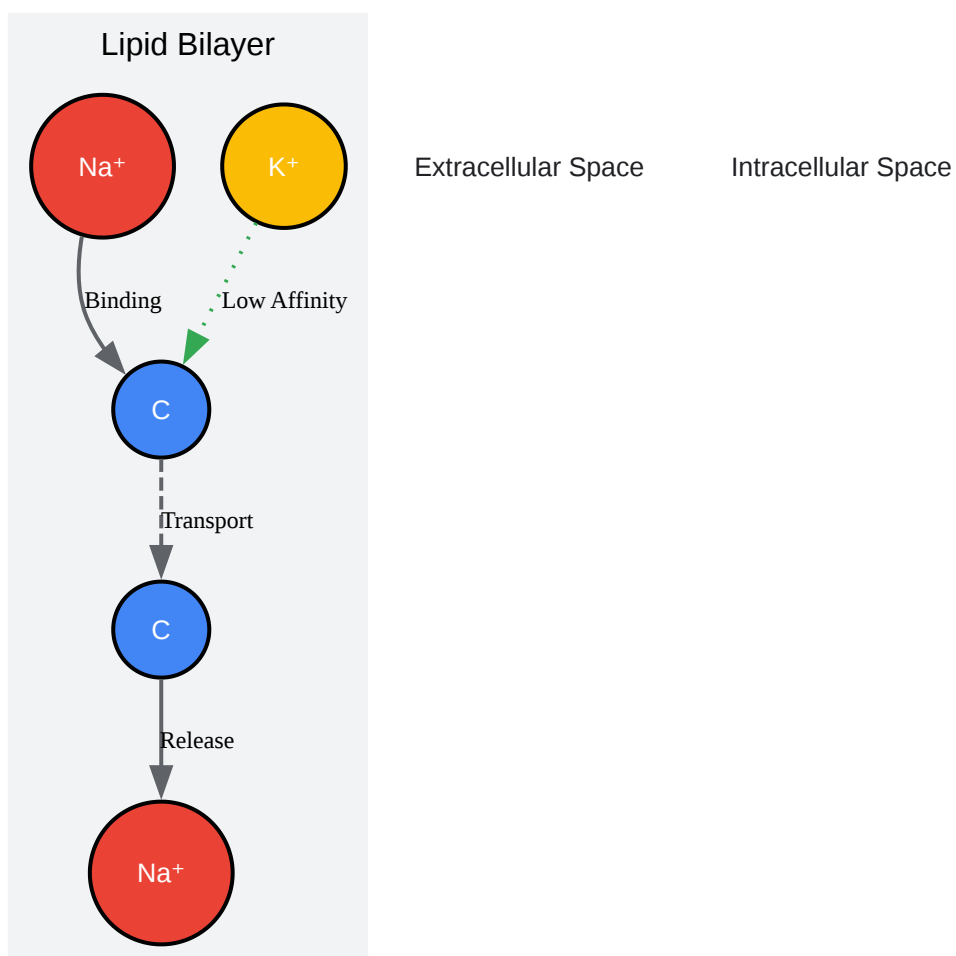 Lipid Bilayer
Na⁺
K⁺
Extracellular Space
Intracellular Space
Binding
Low Affinity
C
Transport
C
Release
Na⁺